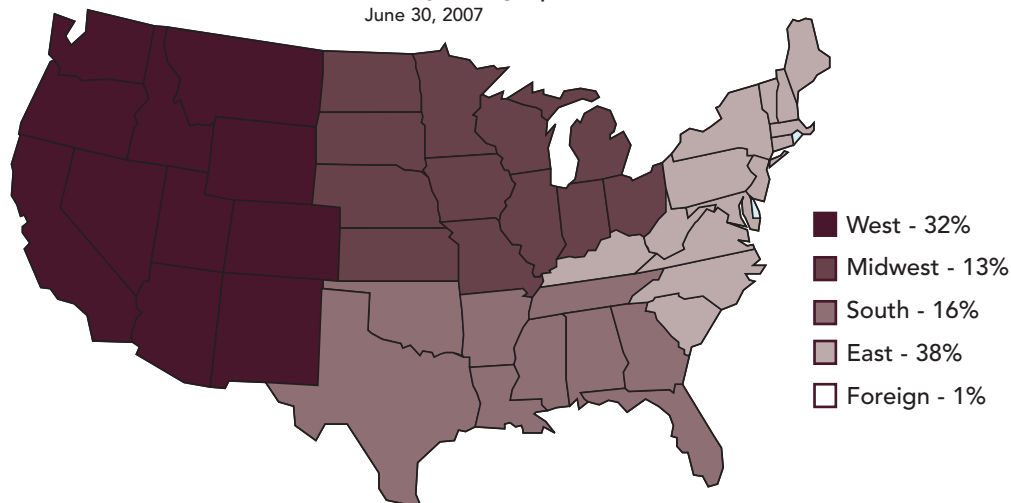 June 30, 2007
West - 32%
Midwest - 13%
South - 16%
East - 38%
Foreign - 1%